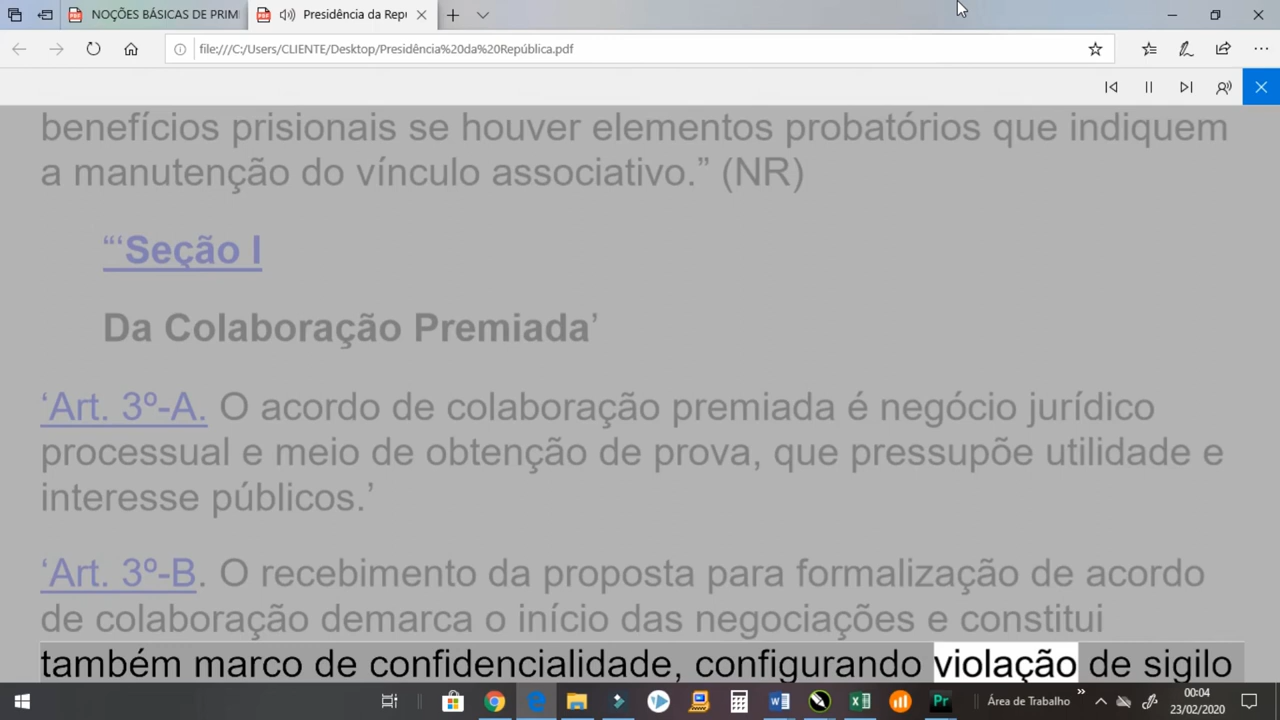 NOÇÕES BÁSICAS DE PRIM
Presidência da Repú
file:///C:/Users/CLIENTE/Desktop/Presidência%20da%20República.pdf
benefícios prisionais se houver elementos probatórios que indiquem
a manutenção do vínculo associativo.” (NR)
“‘Seção I
Da Colaboração Premiada’
‘Art. 3º-A. O acordo de colaboração premiada é negócio jurídico
processual e meio de obtenção de prova, que pressupõe utilidade e
interesse públicos.’
‘Art. 3º-B. O recebimento da proposta para formalização de acordo
de colaboração demarca o início das negociações e constitui
também marco de confidencialidade, configurando violação de sigilo
Área de Trabalho
00:04
23/02/2020